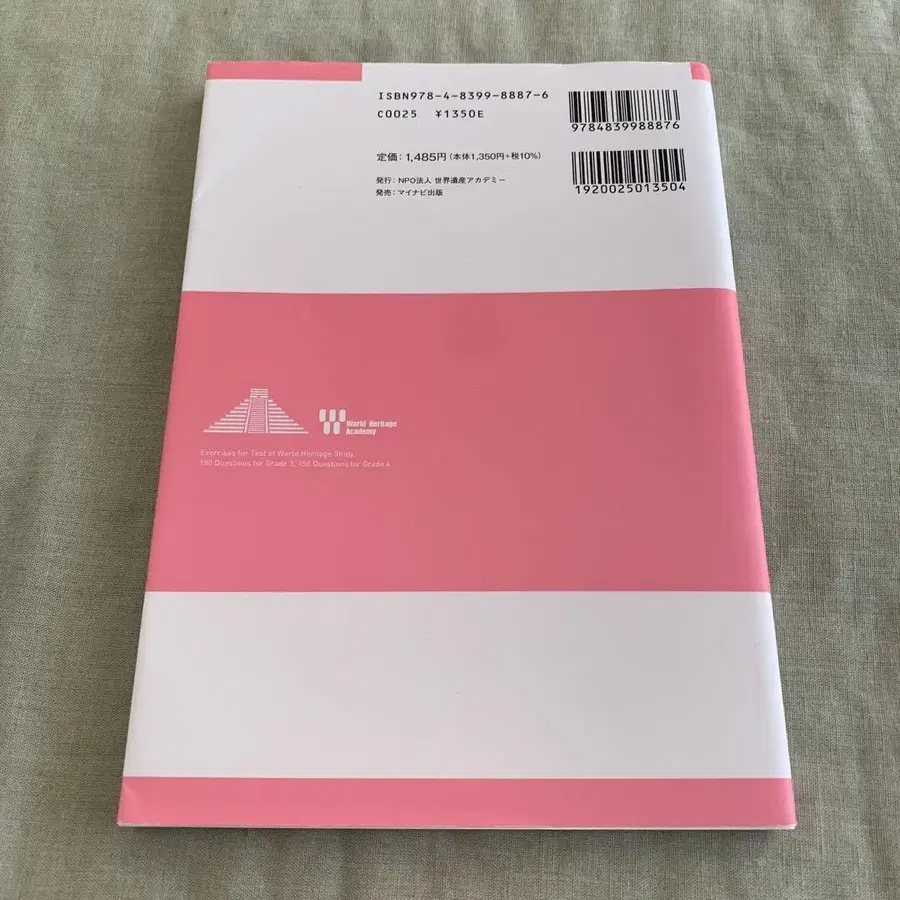 ISBN978-4-8399-8887-6
C0025 ¥1350E
9784839988876
定価：1,485円（本体1,350円＋税10%）
1920025013504
発行：NPO法人 世界遺産アカデミー
発売：マイナビ出版
World Heritage
Academy
Exercises for Test of World Heritage Study,
180 Questions for Grade 3, 150 Questions for Grade 4